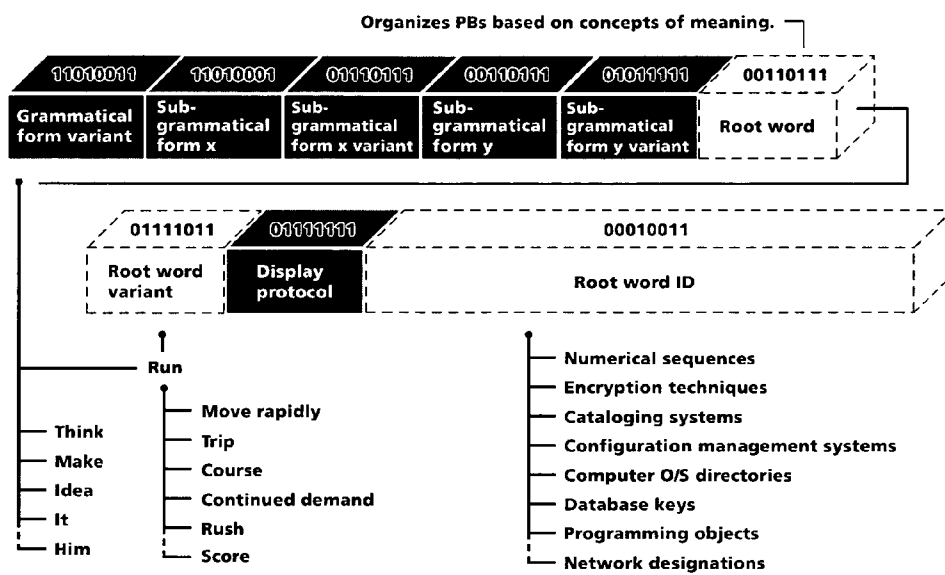 Organizes PBs based on concepts of meaning.
11010011 11010001 01110111 00110111 01011111 00110111
Grammatical
form variant
Sub-
grammatical
form x
Sub-
grammatical
form x variant
Sub-
grammatical
form y
Sub-
grammatical
form y variant
Root word
01111011 01111111 00010011
Root word
variant
Display
protocol
Root word ID
Run
Think
Make
Idea
It
Him
Move rapidly
Trip
Course
Continued demand
Rush
Score
Numerical sequences
Encryption techniques
Cataloging systems
Configuration management systems
Computer O/S directories
Database keys
Programming objects
Network designations